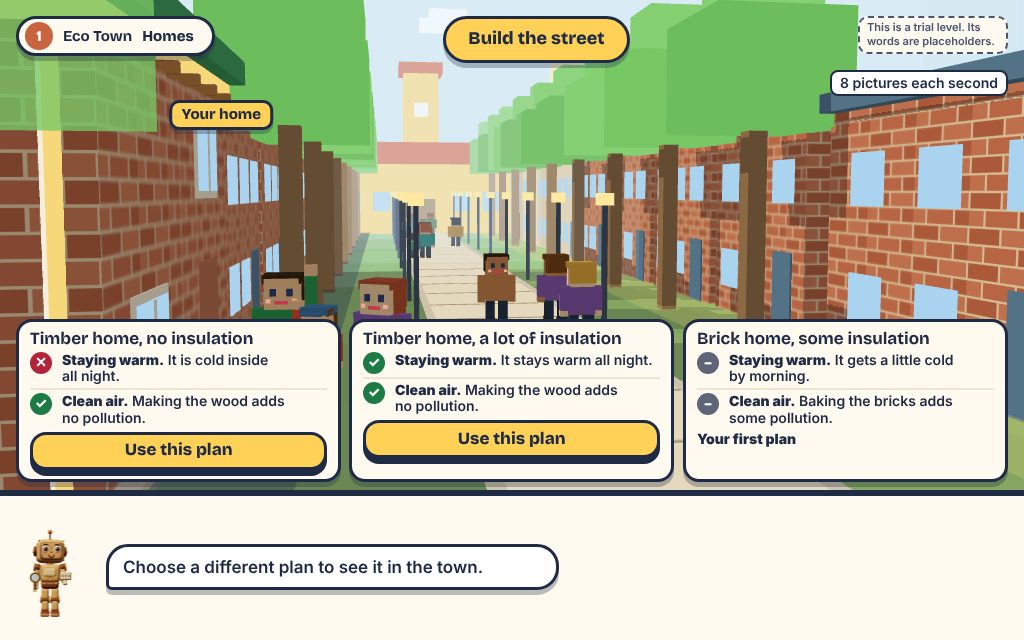 1 Eco Town Homes
Build the street
This is a trial level. Its
words are placeholders.
8 pictures each second
Your home
Timber home, no insulation
Staying warm. It is cold inside
all night.
Clean air. Making the wood adds
no pollution.
Use this plan
Timber home, a lot of insulation
Staying warm. It stays warm all night.
Clean air. Making the wood adds
no pollution.
Use this plan
Brick home, some insulation
Staying warm. It gets a little cold
by morning.
Clean air. Baking the bricks adds
some pollution.
Your first plan
Choose a different plan to see it in the town.